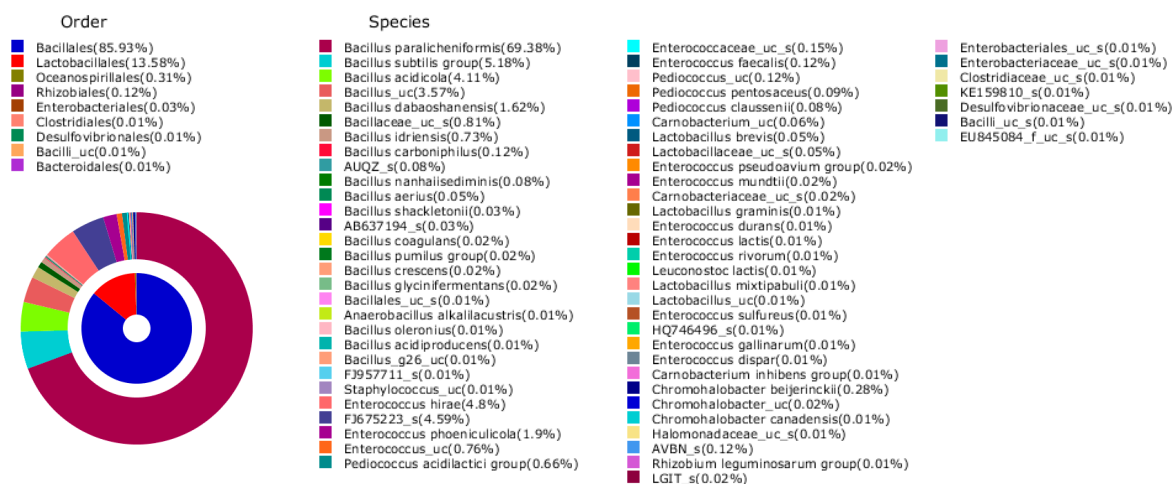 Order
Bacillales(85.93%)
Lactobacillales(13.58%)
Oceanospirillales(0.31%)
Rhizobiales(0.12%)
Enterobacteriales(0.03%)
Clostridiales(0.01%)
Desulfovibrionales(0.01%)
Bacilli_uc(0.01%)
Bacteroidales(0.01%)
Species
Bacillus paralicheniformis(69.38%)
Bacillus subtilis group(5.18%)
Bacillus acidicola(4.11%)
Bacillus_uc(3.57%)
Bacillus dabaoshanensis(1.62%)
Bacillaceae_uc_s(0.81%)
Bacillus idriensis(0.73%)
Bacillus carboniphilus(0.12%)
AUQZ_s(0.08%)
Bacillus nanhaiisediminis(0.08%)
Bacillus aerius(0.05%)
Bacillus shackletonii(0.03%)
AB637194_s(0.03%)
Bacillus coagulans(0.02%)
Bacillus pumilus group(0.02%)
Bacillus crescens(0.02%)
Bacillus glycinifermentans(0.02%)
Bacillales_uc_s(0.01%)
Anaerobacillus alkalilacustris(0.01%)
Bacillus oleronius(0.01%)
Bacillus acidiproducens(0.01%)
Bacillus_g26_uc(0.01%)
FJ957711_s(0.01%)
Staphylococcus_uc(0.01%)
Enterococcus hirae(4.8%)
FJ675223_s(4.59%)
Enterococcus phoeniculicola(1.9%)
Enterococcus_uc(0.76%)
Pediococcus acidilactici group(0.66%)
Enterococcaceae_uc_s(0.15%)
Enterococcus faecalis(0.12%)
Pediococcus_uc(0.12%)
Pediococcus pentosaceus(0.09%)
Pediococcus claussenii(0.08%)
Carnobacterium_uc(0.06%)
Lactobacillus brevis(0.05%)
Lactobacillaceae_uc_s(0.05%)
Enterococcus pseudoavium group(0.02%)
Enterococcus mundtii(0.02%)
Carnobacteriaceae_uc_s(0.02%)
Lactobacillus graminis(0.01%)
Enterococcus durans(0.01%)
Enterococcus lactis(0.01%)
Enterococcus rivorum(0.01%)
Leuconostoc lactis(0.01%)
Lactobacillus mixtipabuli(0.01%)
Lactobacillus_uc(0.01%)
Enterococcus sulfureus(0.01%)
HQ746496_s(0.01%)
Enterococcus gallinarum(0.01%)
Enterococcus dispar(0.01%)
Carnobacterium inhibens group(0.01%)
Chromohalobacter beijerinckii(0.28%)
Chromohalobacter_uc(0.02%)
Chromohalobacter canadensis(0.01%)
Halomonadaceae_uc_s(0.01%)
AVBN_s(0.12%)
Rhizobium leguminosarum group(0.01%)
LGIT_s(0.02%)
Enterobacteriales_uc_s(0.01%)
Enterobacteriaceae_uc_s(0.01%)
Clostridiaceae_uc_s(0.01%)
KE159810_s(0.01%)
Desulfovibrionaceae_uc_s(0.01%)
Bacilli_uc_s(0.01%)
EU845084_f_uc_s(0.01%)